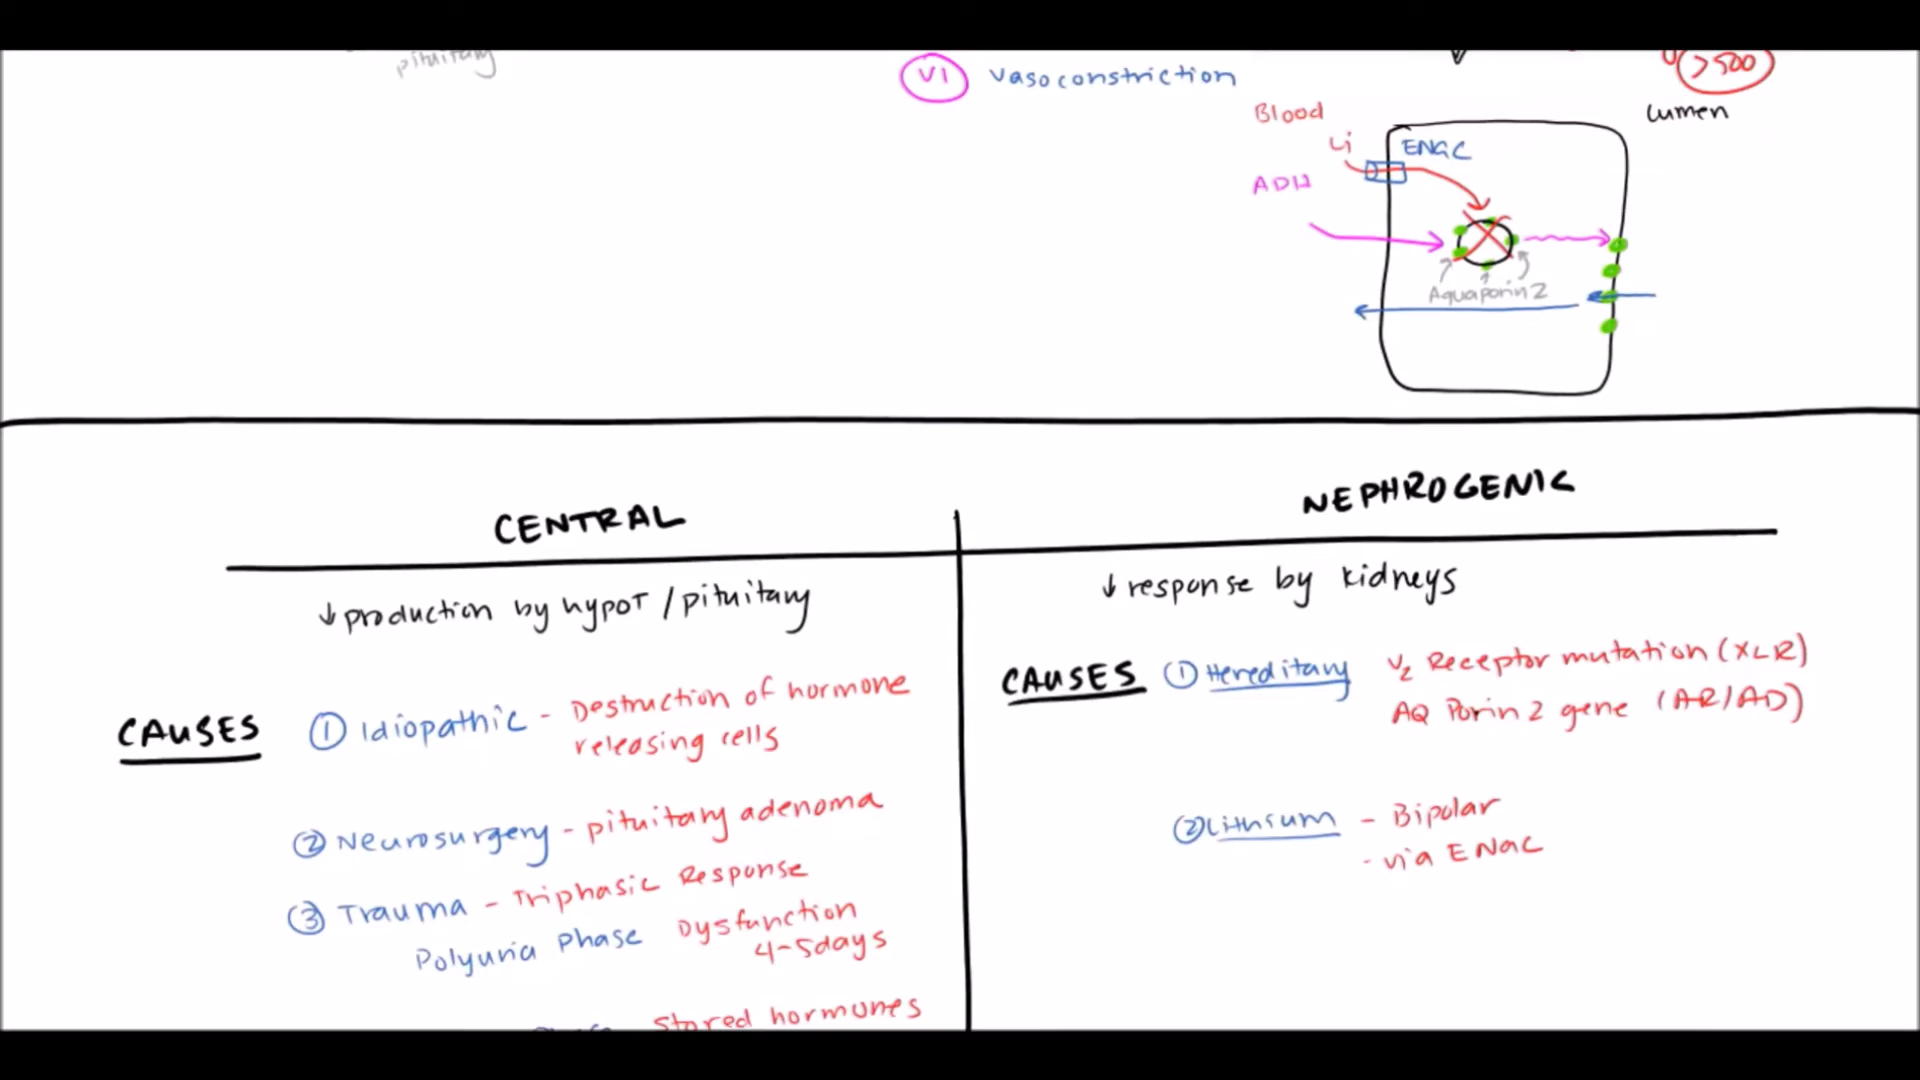 pituitary
V1 vasoconstriction
>500
Blood
Lumen
Li
ENaC
ADH
Aquaporin 2
CENTRAL
NEPHROGENIC
↓ production by hypoT / pituitary
↓ response by kidneys
CAUSES
① Idiopathic - Destruction of hormone
releasing cells
② Neurosurgery - pituitary adenoma
③ Trauma - Triphasic Response
Polyuria Phase Dysfunction
4-5days
stored hormones
CAUSES ① Hereditary V2 Receptor mutation (XLR)
AQ Porin 2 gene (AR/AD)
② Lithium - Bipolar
- via ENaC